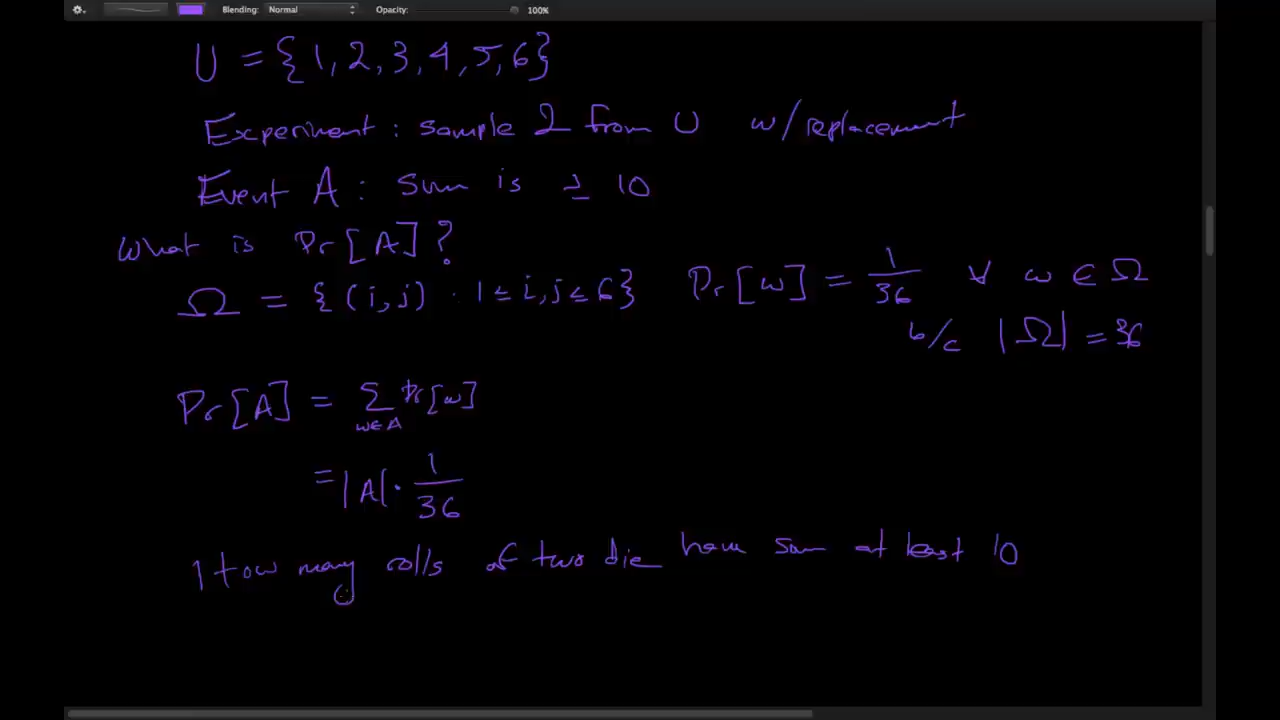 Blending: Normal Opacity: 100%
U = {1, 2, 3, 4, 5, 6}
Experiment: sample 2 from U w/replacement
Event A: sum is ≥ 10
What is Pr[A]?
Ω = {(i,j) : 1 ≤ i,j ≤ 6} Pr[ω] = 1/36 ∀ ω ∈ Ω
b/c |Ω| = 36
Pr[A] = Σ_{ω∈A} Pr[ω]
= |A| · 1/36
How many rolls of two die have sum at least 10